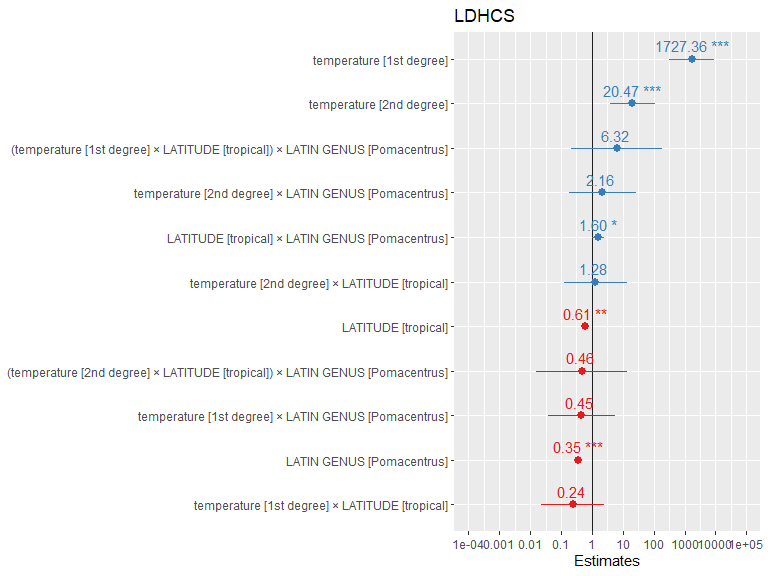 LDHCS
temperature [1st degree]
1727.36 ***
temperature [2nd degree]
20.47 ***
(temperature [1st degree] × LATITUDE [tropical]) × LATIN GENUS [Pomacentrus]
6.32
temperature [2nd degree] × LATIN GENUS [Pomacentrus]
2.16
LATITUDE [tropical] × LATIN GENUS [Pomacentrus]
1.60 *
temperature [2nd degree] × LATITUDE [tropical]
1.28
LATITUDE [tropical]
0.61 **
(temperature [2nd degree] × LATITUDE [tropical]) × LATIN GENUS [Pomacentrus]
0.46
temperature [1st degree] × LATIN GENUS [Pomacentrus]
0.45
LATIN GENUS [Pomacentrus]
0.35 ***
temperature [1st degree] × LATITUDE [tropical]
0.24
1e-04 0.001 0.01 0.1 1 10 100 1000 10000 1e+05
Estimates